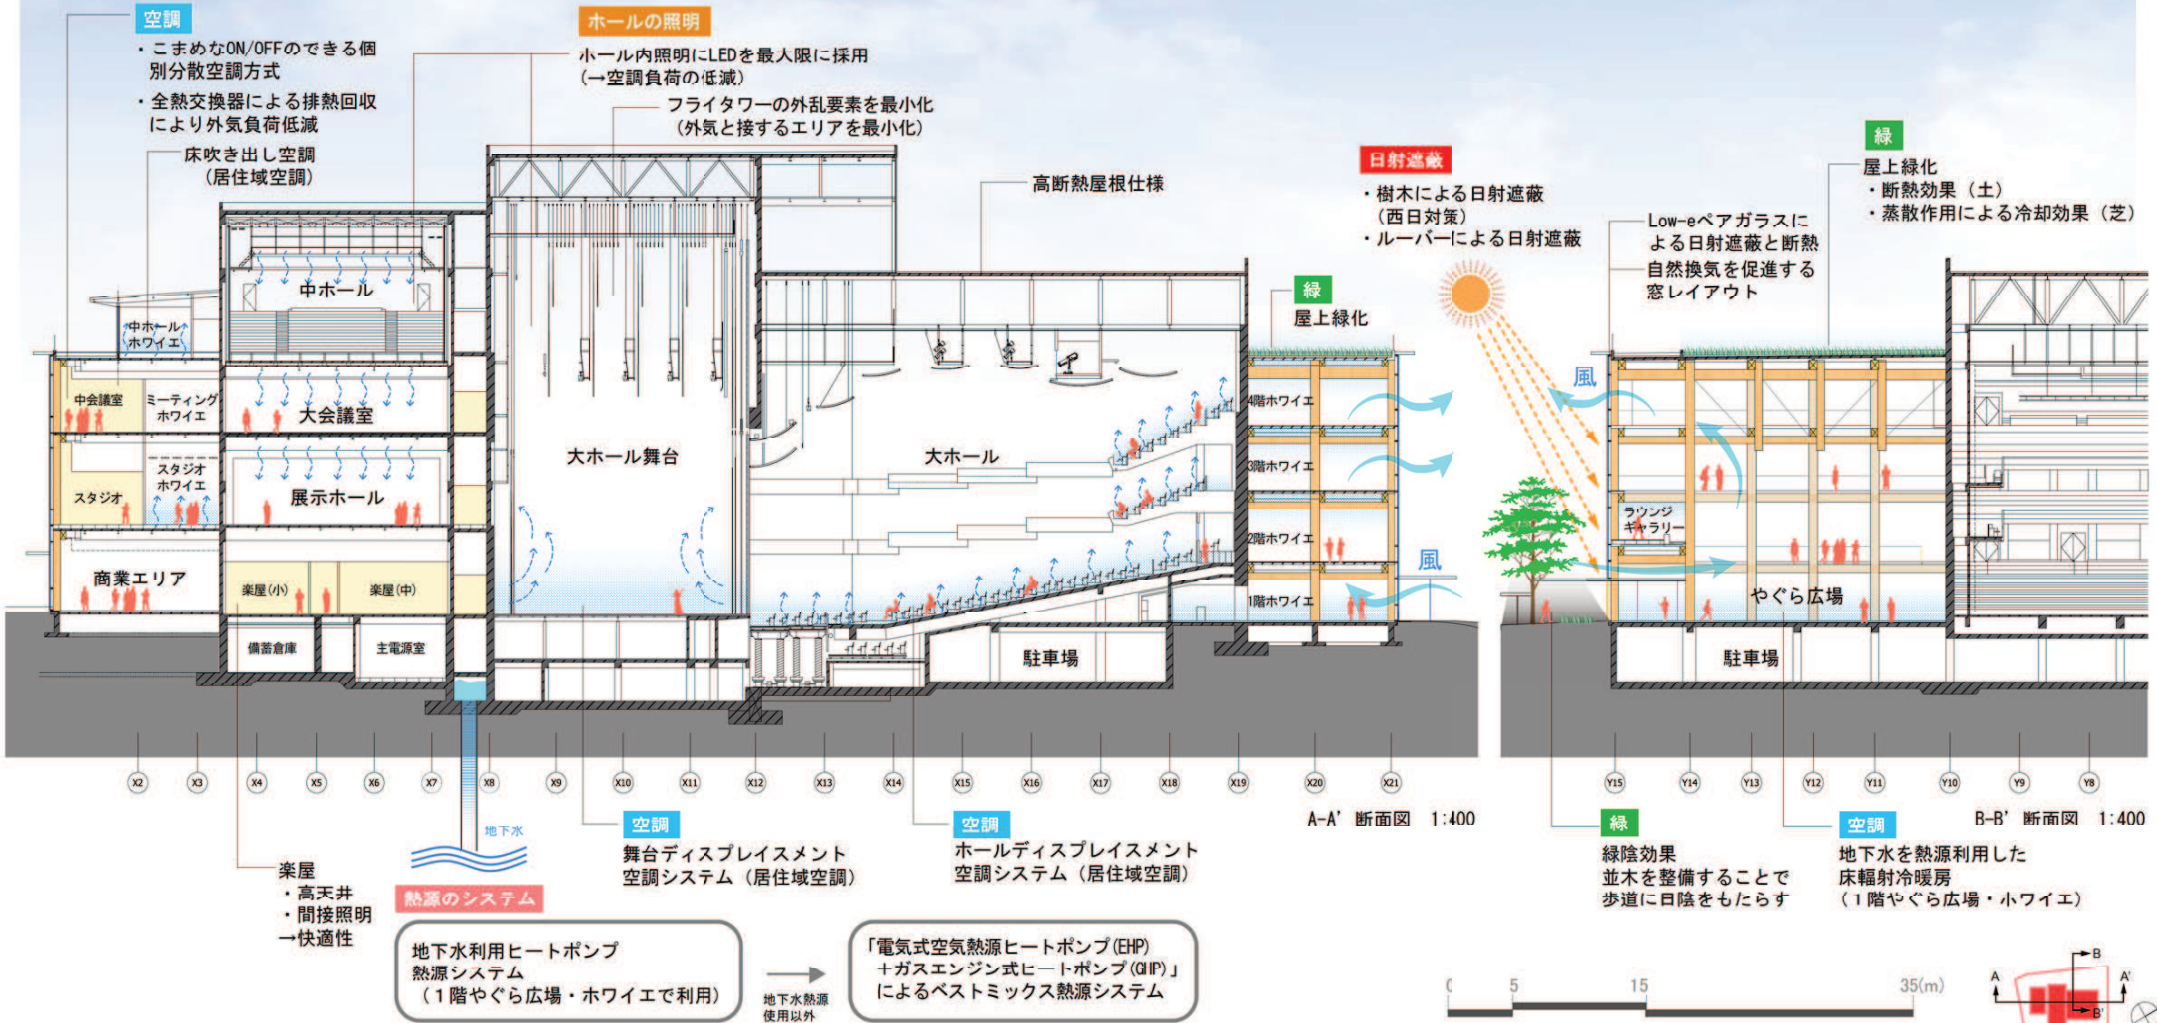 空調
・こまめなON/OFFのできる個
別分散空調方式
・全熱交換器による排熱回収
により外気負荷低減
床吹き出し空調
(居住域空調)
ホールの照明
ホール内照明にLEDを最大限に採用
(→空調負荷の低減)
フライタワーの外乱要素を最小化
(外気と接するエリアを最小化)
高断熱屋根仕様
日射遮蔽
・樹木による日射遮蔽
(西日対策)
・ルーバーによる日射遮蔽
緑
屋上緑化
Low-eペアガラスに
よる日射遮蔽と断熱
自然換気を促進する
窓レイアウト
緑
屋上緑化
・断熱効果(土)
・蒸散作用による冷却効果(芝)
中ホール
中ホール
ホワイエ
中会議室
ミーティング
ホワイエ
大会議室
スタジオ
スタジオ
ホワイエ
展示ホール
商業エリア
楽屋(小)
楽屋(中)
備蓄倉庫
主電源室
大ホール舞台
大ホール
駐車場
4階ホワイエ
3階ホワイエ
2階ホワイエ
1階ホワイエ
風
風
ラウンジ
ギャラリー
やぐら広場
駐車場
X2 X3 X4 X5 X6 X7 X8 X9 X10 X11 X12 X13 X14 X15 X16 X17 X18 X19 X20 X21
Y15 Y14 Y13 Y12 Y11 Y10 Y9 Y8
A-A' 断面図 1:400
B-B' 断面図 1:400
地下水
楽屋
・高天井
・間接照明
→快適性
空調
舞台ディスプレイスメント
空調システム(居住域空調)
空調
ホールディスプレイスメント
空調システム(居住域空調)
緑
緑陰効果
並木を整備することで
歩道に日陰をもたらす
空調
地下水を熱源利用した
床輻射冷暖房
(1階やぐら広場・ホワイエ)
熱源のシステム
地下水利用ヒートポンプ
熱源システム
(1階やぐら広場・ホワイエで利用)
地下水熱源
使用以外
「電気式空気熱源ヒートポンプ(EHP)
+ガスエンジン式ヒートポンプ(GHP)」
によるベストミックス熱源システム
0 5 15 35(m)
B
A A'
B'